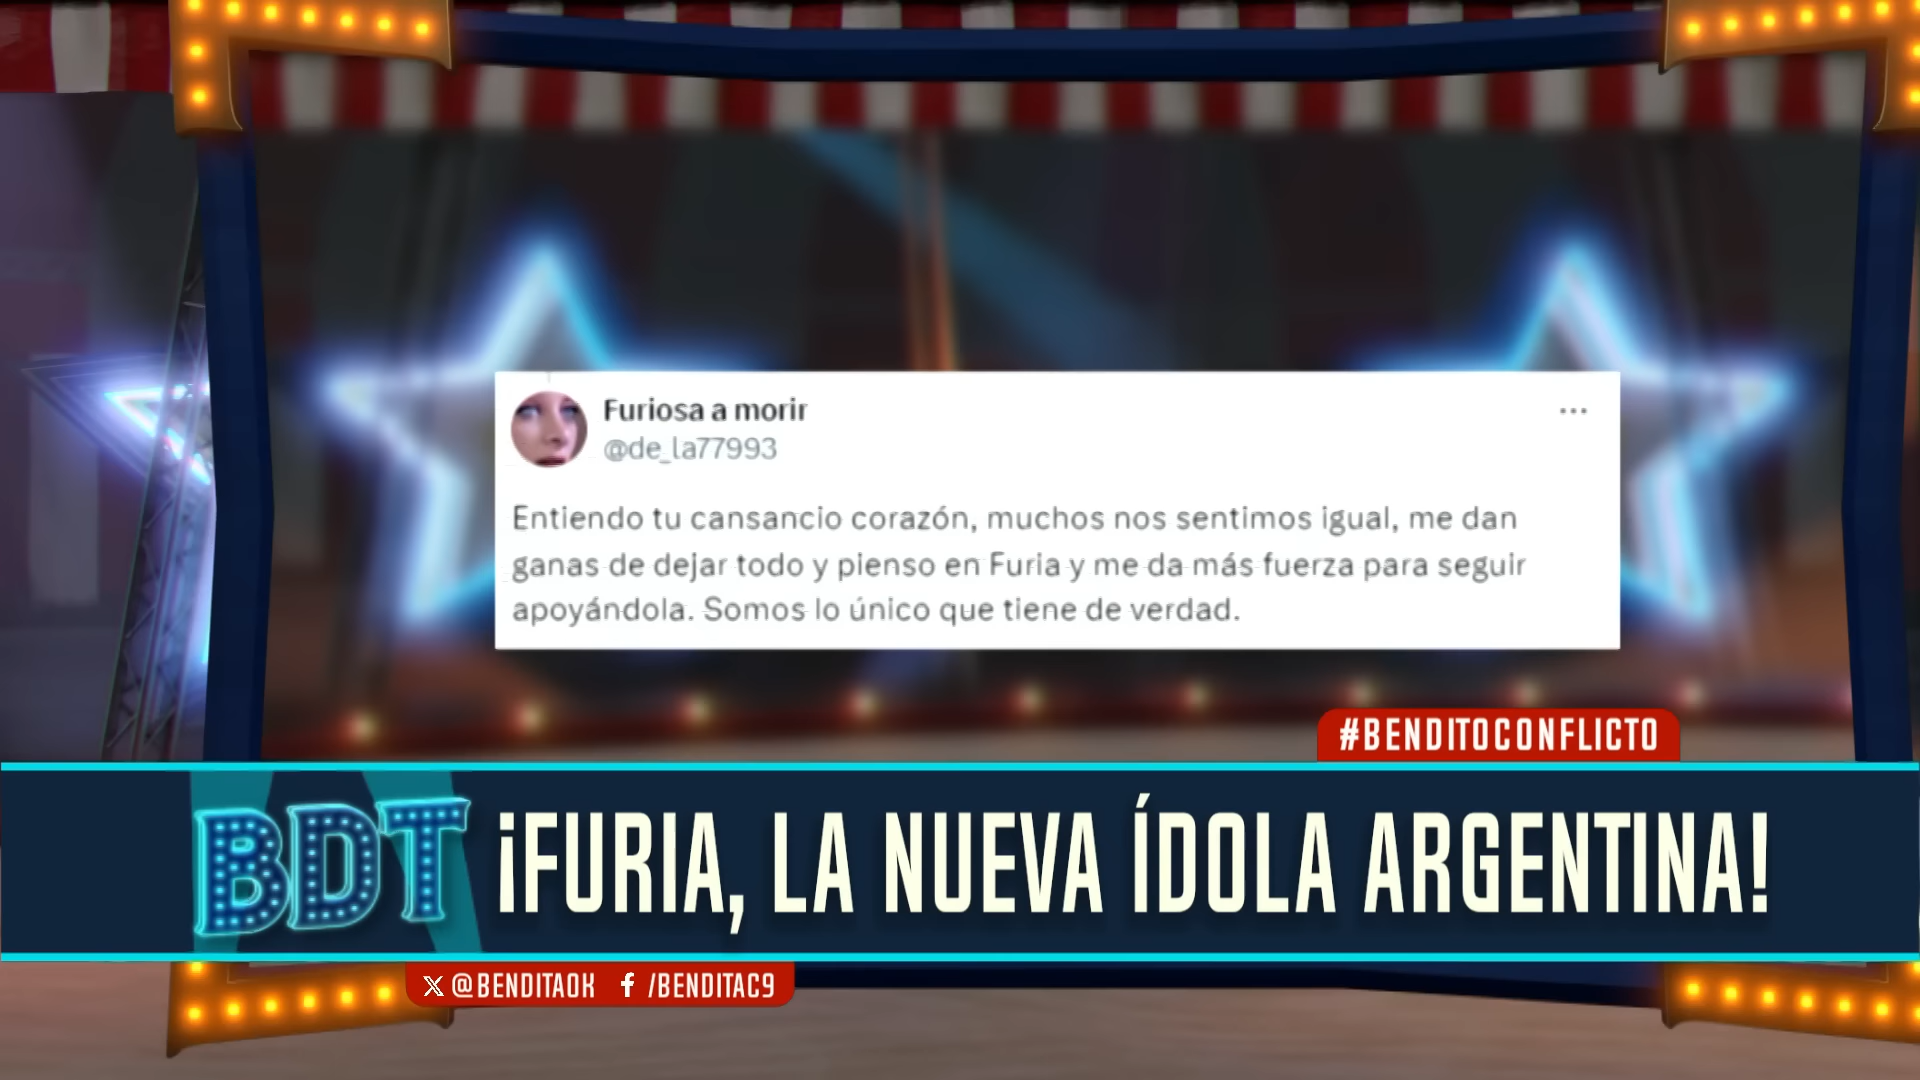 Furiosa a morir
@de_la77993
Entiendo tu cansancio corazón, muchos nos sentimos igual, me dan
ganas de dejar todo y pienso en Furia y me da más fuerza para seguir
apoyándola. Somos lo único que tiene de verdad.
#BENDITOCONFLICTO
BDT
¡FURIA, LA NUEVA ÍDOLA ARGENTINA!
X @BENDITAOK f /BENDITAC9